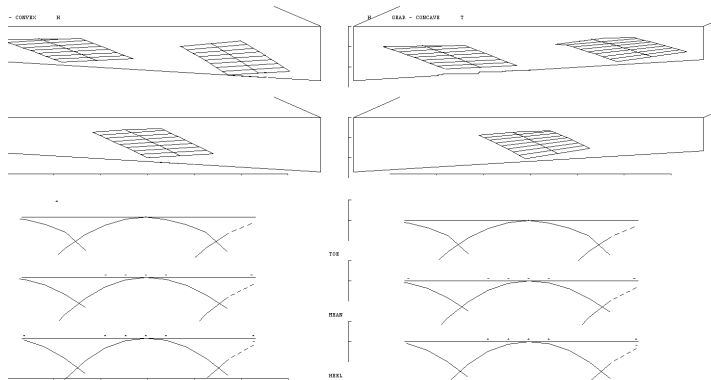 - CONVEX H
H GEAR - CONCAVE T
TOE
MEAN
HEEL